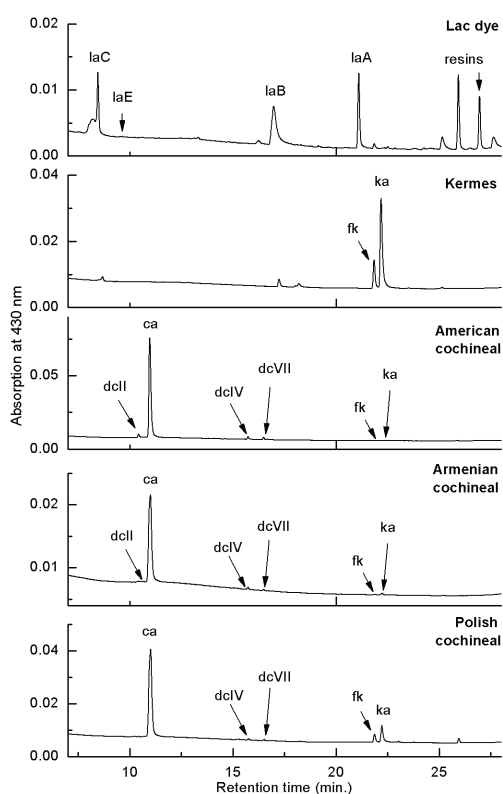 Lac dye
0.02
laC
laA
resins
laE
laB
0.01
0.00
0.04
Kermes
ka
fk
0.02
0.00
American
cochineal
ca
dcVII
0.05
dcII
dcIV
ka
fk
0.00
Armenian
cochineal
ca
0.02
dcII
dcIV
dcVII
ka
fk
0.01
0.00
Polish
cochineal
ca
0.04
dcVII
dcIV
fk
ka
0.02
0.00
10
15
20
25
Absorption at 430 nm
Retention time (min.)